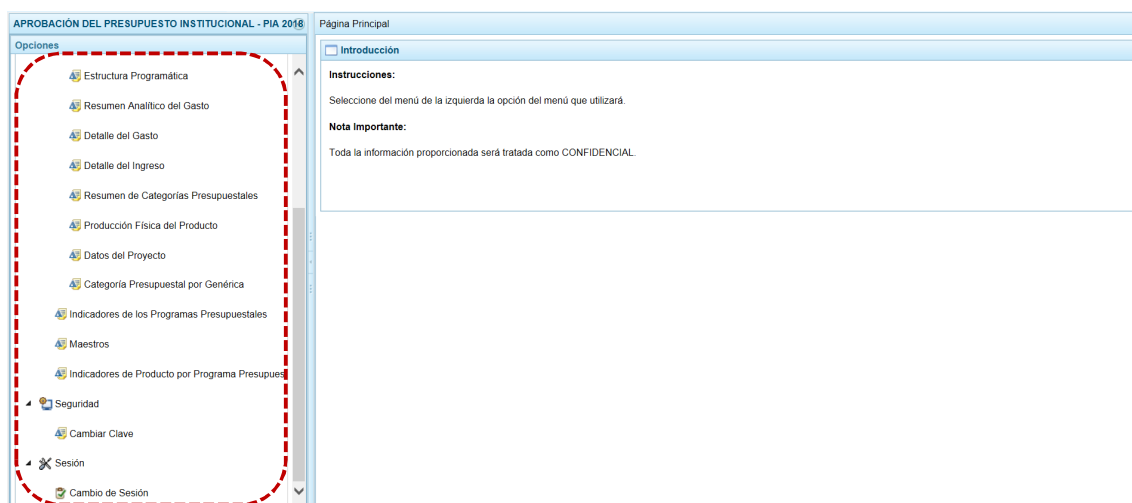 APROBACIÓN DEL PRESUPUESTO INSTITUCIONAL - PIA 2018
Opciones
Estructura Programática
Resumen Analítico del Gasto
Detalle del Gasto
Detalle del Ingreso
Resumen de Categorías Presupuestales
Producción Física del Producto
Datos del Proyecto
Categoría Presupuestal por Genérica
Indicadores de los Programas Presupuestales
Maestros
Indicadores de Producto por Programa Presupues
Seguridad
Cambiar Clave
Sesión
Cambio de Sesión
Página Principal
Introducción
Instrucciones:
Seleccione del menú de la izquierda la opción del menú que utilizará.
Nota Importante:
Toda la información proporcionada será tratada como CONFIDENCIAL.